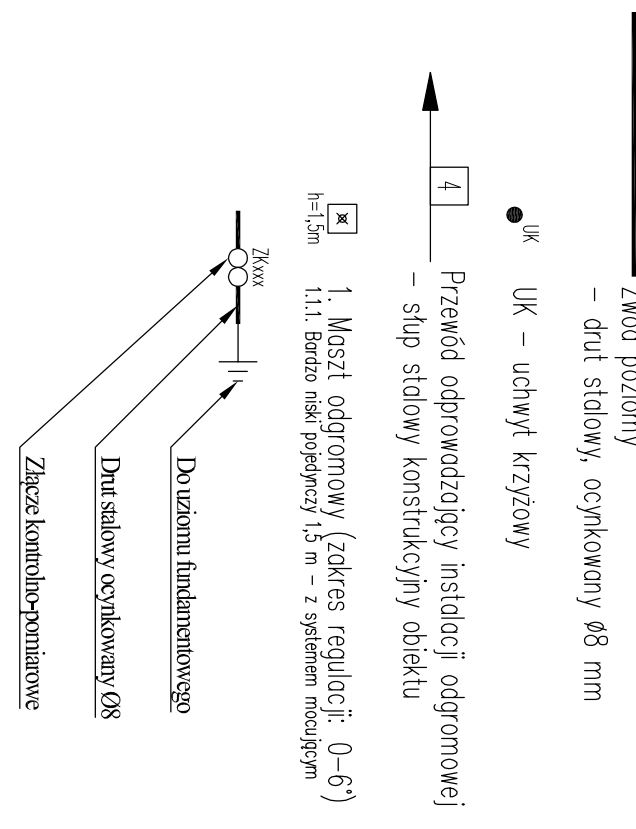 Zwód poziomy
– drut stalowy, ocynkowany ø8 mm
UK
UK – uchwyt krzyżowy
4
Przewód odprowadzający instalacji odgromowej
– słup stalowy konstrukcyjny obiektu
h=1,5m
1. Maszt odgromowy (zakres regulacji: 0–6°)
1.1.1. Bardzo niski pojedynczy 1,5 m – z systemem mocującym
ZKxxx
Do uziomu fundamentowego
Drut stalowy ocynkowany Ø8
Złącze kontrolno-pomiarowe